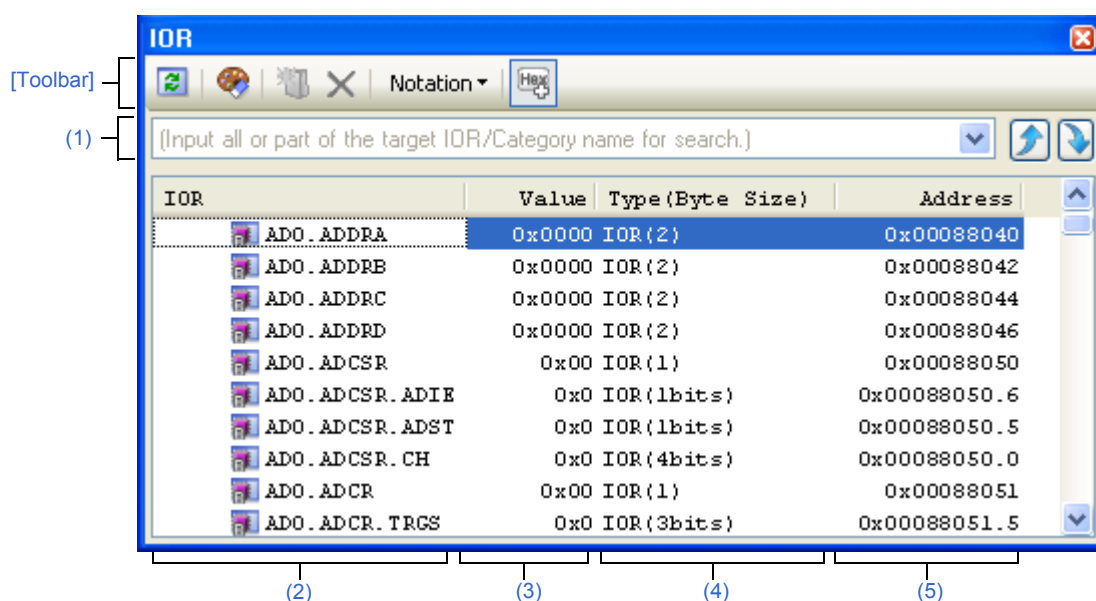 IOR
[Toolbar] Notation Hex
(1) (Input all or part of the target IOR/Category name for search.)
IOR Value Type(Byte Size) Address
AD0.ADDRA 0x0000 IOR(2) 0x00088040
AD0.ADDRB 0x0000 IOR(2) 0x00088042
AD0.ADDRC 0x0000 IOR(2) 0x00088044
AD0.ADDRD 0x0000 IOR(2) 0x00088046
AD0.ADCSR 0x00 IOR(1) 0x00088050
AD0.ADCSR.ADIE 0x0 IOR(1bits) 0x00088050.6
AD0.ADCSR.ADST 0x0 IOR(1bits) 0x00088050.5
AD0.ADCSR.CH 0x0 IOR(4bits) 0x00088050.0
AD0.ADCR 0x00 IOR(1) 0x00088051
AD0.ADCR.TRGS 0x0 IOR(3bits) 0x00088051.5
(2) (3) (4) (5)